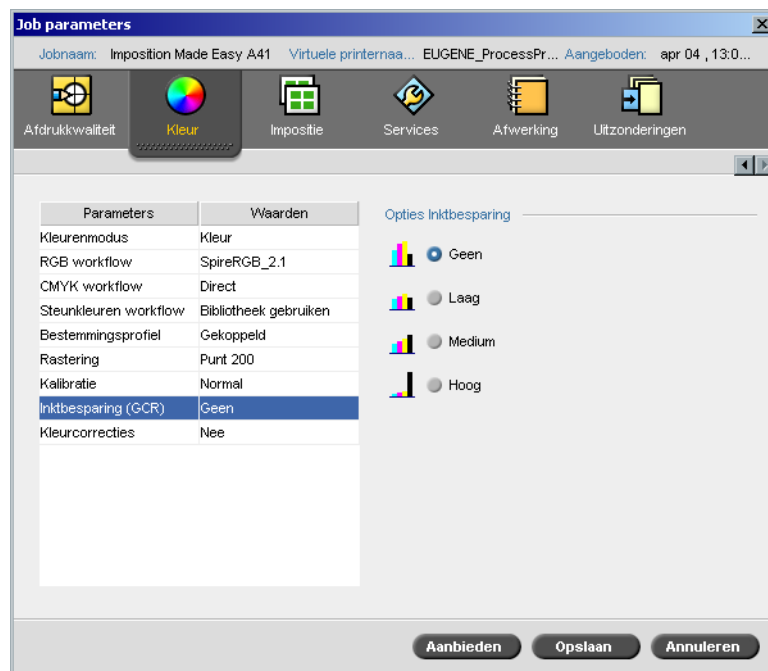 Job parameters
Jobnaam: Imposition Made Easy A41 Virtuele printernaa... EUGENE_ProcessPr... Aangeboden: apr 04 , 13:0...
Afdrukkwaliteit Kleur Impositie Services Afwerking Uitzonderingen
Parameters Waarden
Kleurenmodus Kleur
RGB workflow SpireRGB_2.1
CMYK workflow Direct
Steunkleuren workflow Bibliotheek gebruiken
Bestemmingsprofiel Gekoppeld
Rastering Punt 200
Kalibratie Normal
Inktbesparing (GCR) Geen
Kleurcorrecties Nee
Opties Inktbesparing
Geen
Laag
Medium
Hoog
Aanbieden Opslaan Annuleren